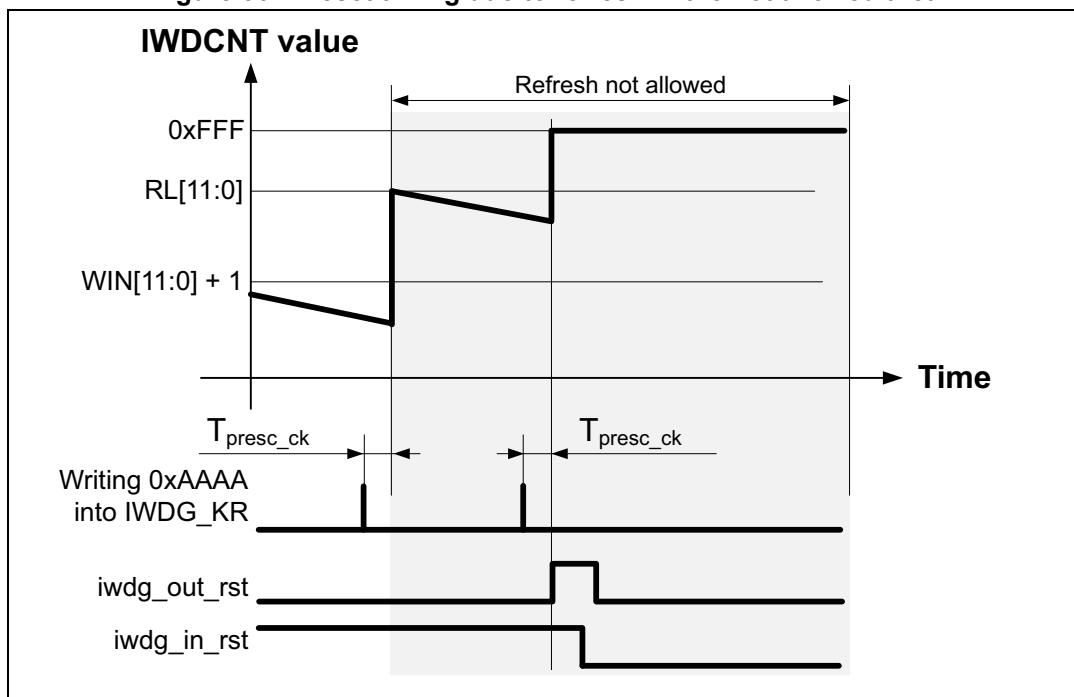 IWDCNT value
Refresh not allowed
0xFFF
RL[11:0]
WIN[11:0] + 1
Time
Tpresc_ck
Tpresc_ck
Writing 0xAAAA
into IWDG_KR
iwdg_out_rst
iwdg_in_rst